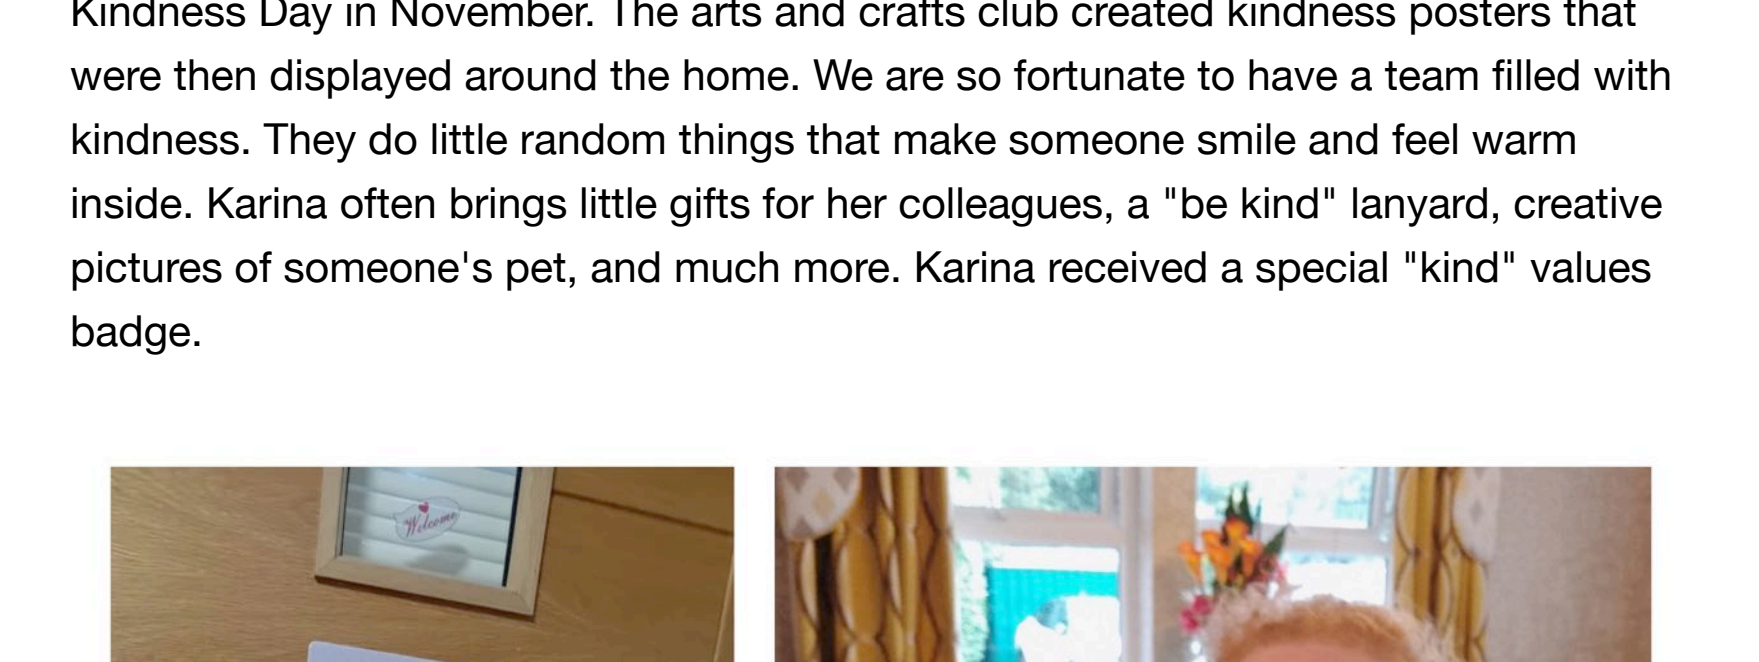 Kindness Day in November. The arts and crafts club created kindness posters that
were then displayed around the home. We are so fortunate to have a team filled with
kindness. They do little random things that make someone smile and feel warm
inside. Karina often brings little gifts for her colleagues, a "be kind" lanyard, creative
pictures of someone's pet, and much more. Karina received a special "kind" values
badge.
Welcome